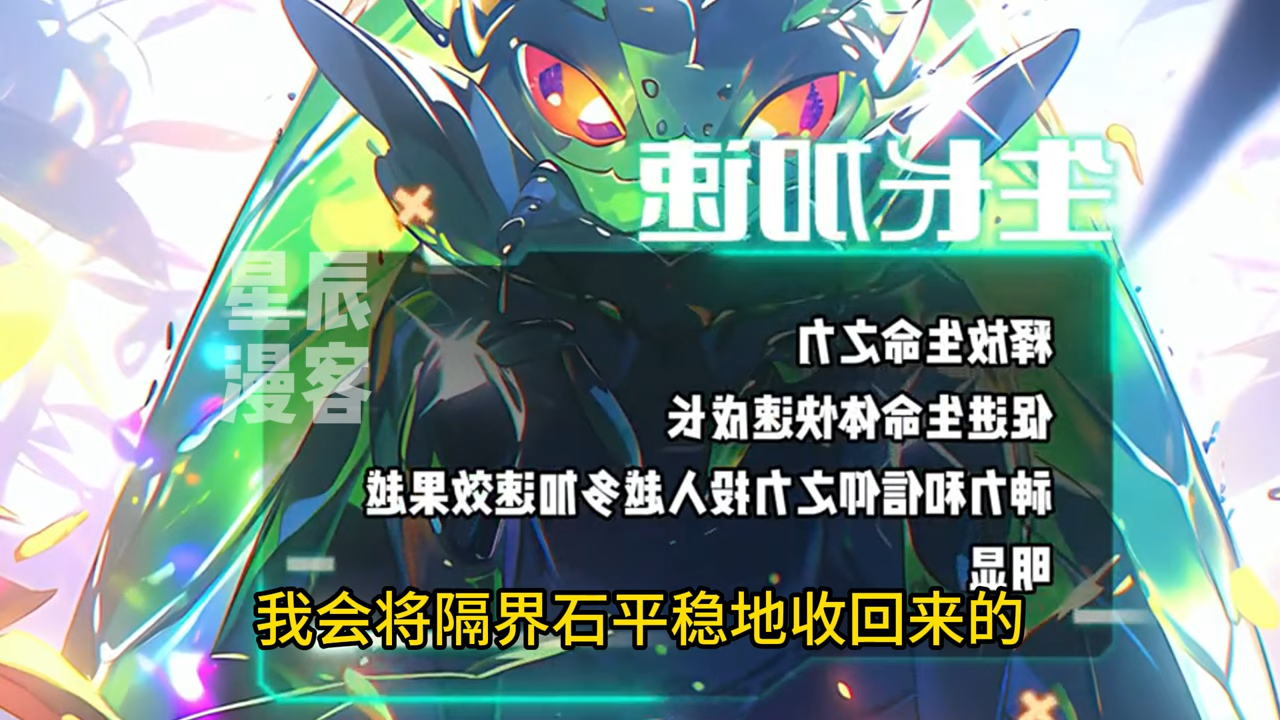 生长加速
星辰
漫客
释放生命之力
促进生命体快速成长
神力和信仰之力投入越多加速效果越
明显
我会将隔界石平稳地收回来的